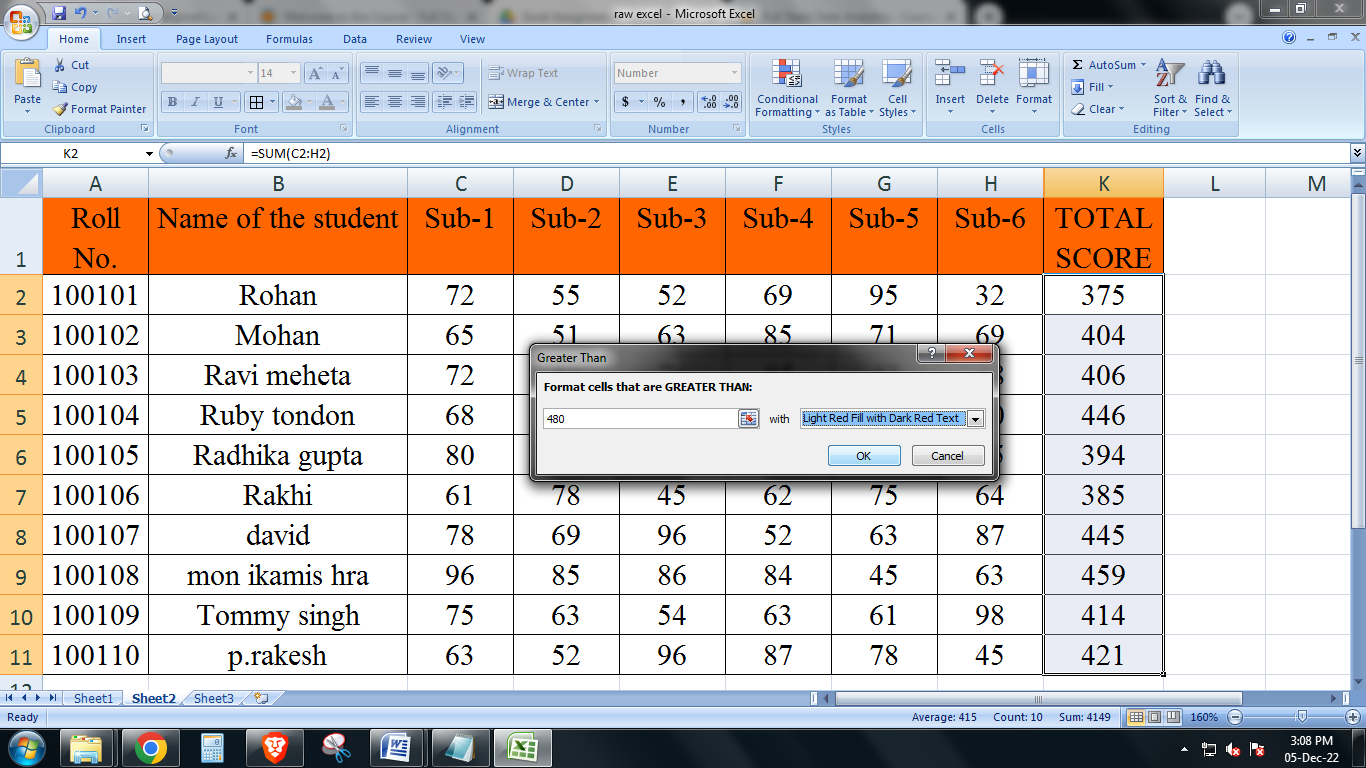 raw excel - Microsoft Excel
Home Insert Page Layout Formulas Data Review View
Paste Cut Copy Format Painter
14
Wrap Text
Merge & Center
Number
$ % ,
Conditional Formatting Format as Table Cell Styles
Insert Delete Format
Σ AutoSum Fill Clear
Sort & Filter Find & Select
Clipboard Font Alignment Number Styles Cells Editing
K2 fx =SUM(C2:H2)
A B C D E F G H K L M
1 Roll No. Name of the student Sub-1 Sub-2 Sub-3 Sub-4 Sub-5 Sub-6 TOTAL SCORE
2 100101 Rohan 72 55 52 69 95 32 375
3 100102 Mohan 65 51 63 85 71 69 404
4 100103 Ravi meheta 72 406
5 100104 Ruby tondon 68 446
6 100105 Radhika gupta 80 394
7 100106 Rakhi 61 78 45 62 75 64 385
8 100107 david 78 69 96 52 63 87 445
9 100108 mon ikamis hra 96 85 86 84 45 63 459
10 100109 Tommy singh 75 63 54 63 61 98 414
11 100110 p.rakesh 63 52 96 87 78 45 421
Greater Than
Format cells that are GREATER THAN:
480 with Light Red Fill with Dark Red Text
OK Cancel
Sheet1 Sheet2 Sheet3
Ready Average: 415 Count: 10 Sum: 4149 160%
3:08 PM
05-Dec-22